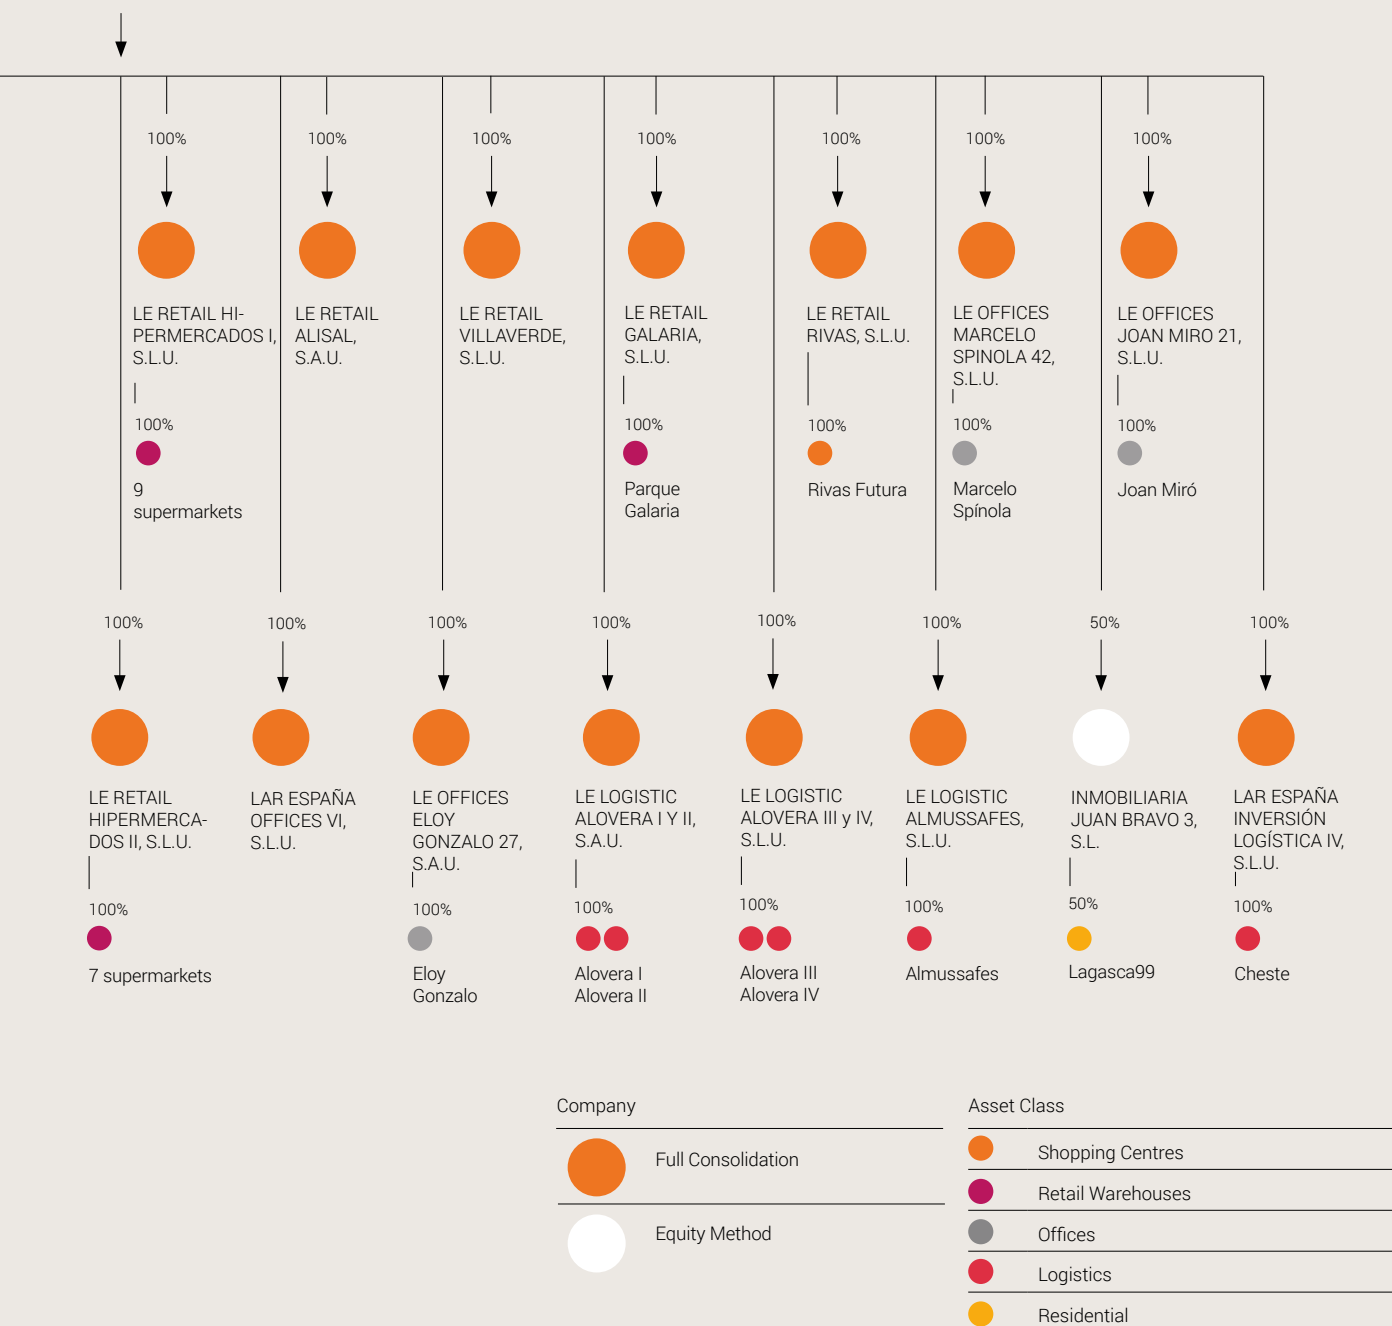 100%
100%
100%
100%
100%
100%
100%
LE RETAIL HI-
PERMERCADOS I,
S.L.U.
LE RETAIL
ALISAL,
S.A.U.
LE RETAIL
VILLAVERDE,
S.L.U.
LE RETAIL
GALARIA,
S.L.U.
LE RETAIL
RIVAS, S.L.U.
LE OFFICES
MARCELO
SPINOLA 42,
S.L.U.
LE OFFICES
JOAN MIRO 21,
S.L.U.
100%
9
supermarkets
100%
Parque
Galaria
100%
Rivas Futura
100%
Marcelo
Spínola
100%
Joan Miró
100%
100%
100%
100%
100%
100%
50%
100%
LE RETAIL
HIPERMERCA-
DOS II, S.L.U.
LAR ESPAÑA
OFFICES VI,
S.L.U.
LE OFFICES
ELOY
GONZALO 27,
S.A.U.
LE LOGISTIC
ALOVERA I Y II,
S.A.U.
LE LOGISTIC
ALOVERA III y IV,
S.L.U.
LE LOGISTIC
ALMUSSAFES,
S.L.U.
INMOBILIARIA
JUAN BRAVO 3,
S.L.
LAR ESPAÑA
INVERSIÓN
LOGÍSTICA IV,
S.L.U.
100%
7 supermarkets
100%
Eloy
Gonzalo
100%
Alovera I
Alovera II
100%
Alovera III
Alovera IV
100%
Almussafes
50%
Lagasca99
100%
Cheste
Company
Full Consolidation
Equity Method
Asset Class
Shopping Centres
Retail Warehouses
Offices
Logistics
Residential